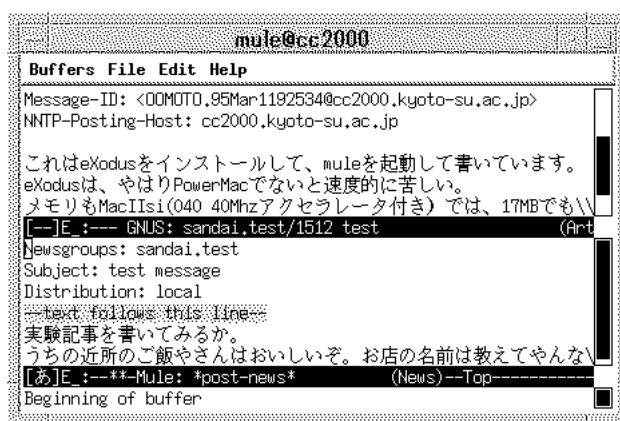 mule@cc2000
Buffers File Edit Help
Message-ID: <OOMOTO.95Mar1192534@cc2000.kyoto-su.ac.jp>
NNTP-Posting-Host: cc2000.kyoto-su.ac.jp
これはeXodusをインストールして、muleを起動して書いています。
eXodusは、やはりPowerMacでないと速度的に苦しい。
メモリもMacIIsi(040 40Mhzアクセラレータ付き) では、17MBでも\\
[--]E_:--- GNUS: sandai.test/1512 test (Art
Newsgroups: sandai.test
Subject: test message
Distribution: local
--text follows this line--
実験記事を書いてみるか。
うちの近所のご飯やさんはおいしいぞ。お店の名前は教えてやんな\
[あ]E_:--**-Mule: *post-news* (News)--Top-----------
Beginning of buffer